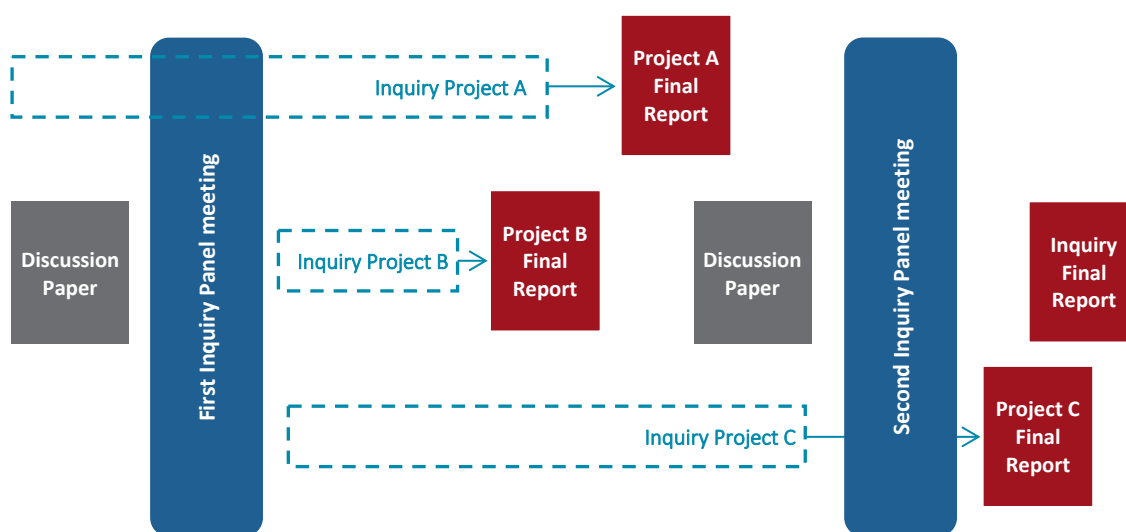 Inquiry Project A
Project A
Final
Report
First Inquiry Panel meeting
Second Inquiry Panel meeting
Discussion
Paper
Inquiry Project B
Project B
Final
Report
Discussion
Paper
Inquiry
Final
Report
Inquiry Project C
Project C
Final
Report